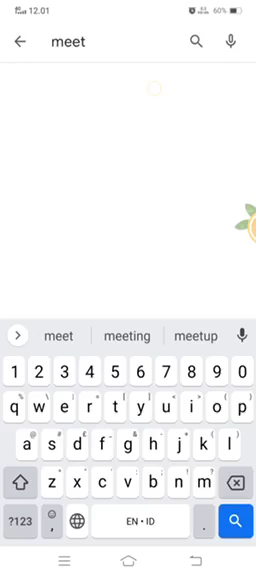 12.01
60%
meet
meet meeting meetup
1 2 3 4 5 6 7 8 9 0
q w e r t y u i o p
a s d f g h j k l
z x c v b n m
?123 , EN • ID .